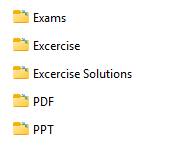 Exams
Excercise
Excercise Solutions
PDF
PPT